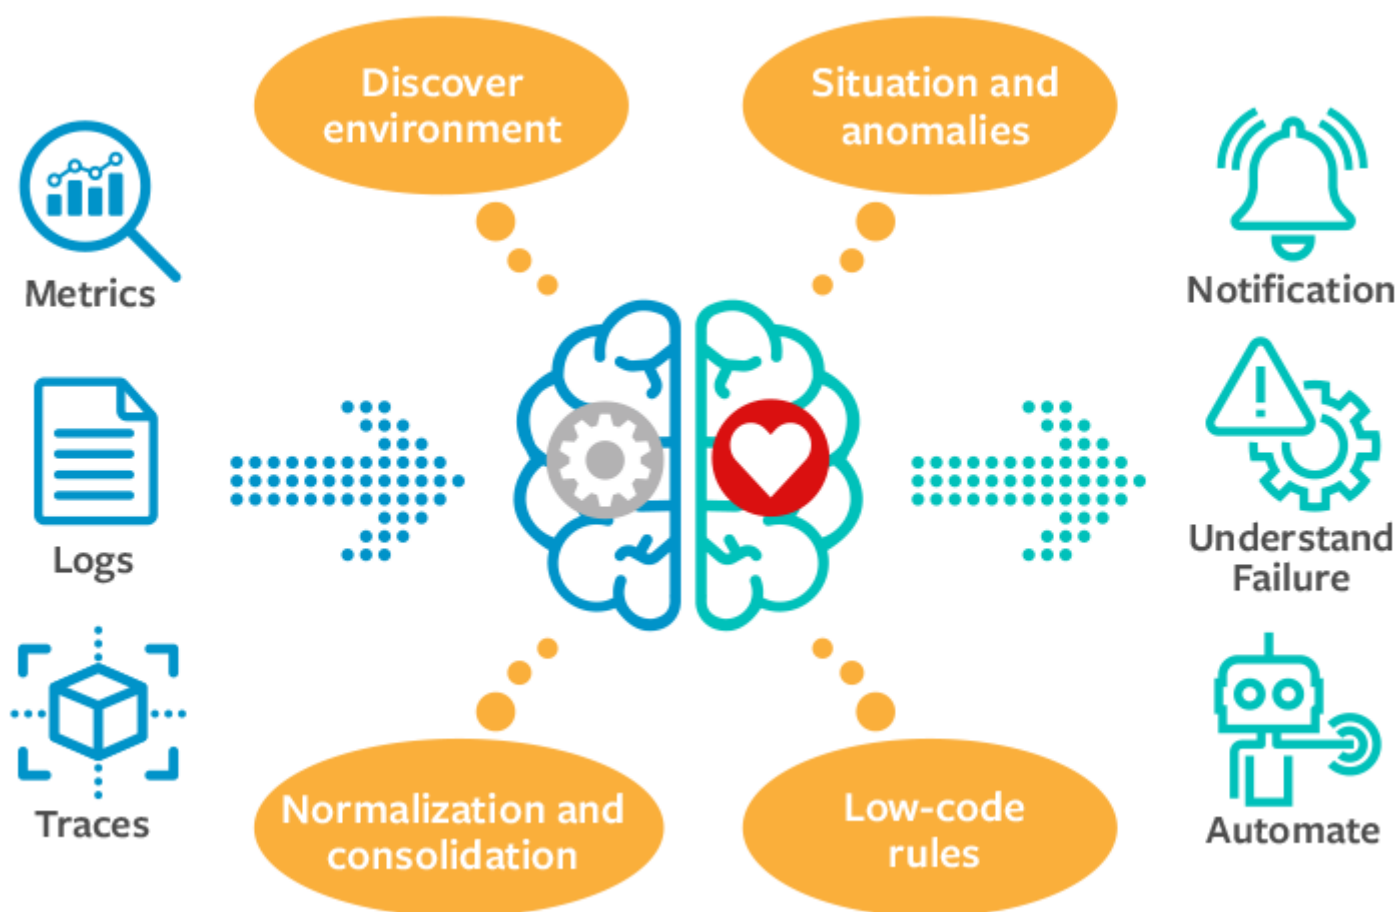 Discover
environment
Situation and
anomalies
Metrics
Notification
Logs
Understand
Failure
Traces
Automate
Normalization and
consolidation
Low-code
rules